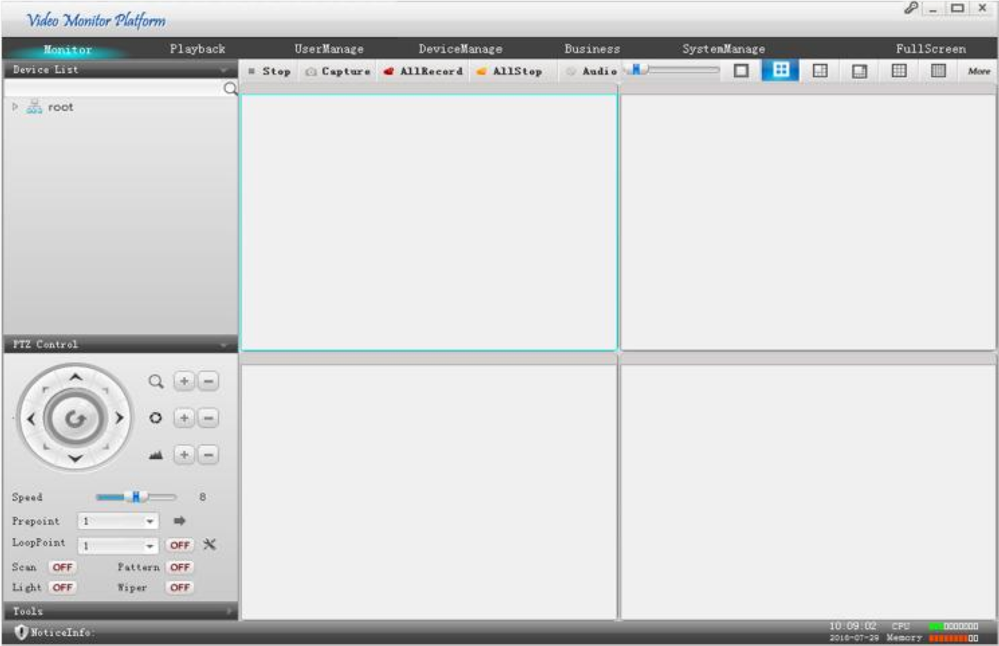 Video Monitor Platform
Monitor Playback UserManage DeviceManage Business SystemManage FullScreen
Device List
Stop Capture AllRecord AllStop Audio More
root
PTZ Control
Speed 8
Prepoint 1
LoopPoint 1 OFF
Scan OFF Pattern OFF
Light OFF Wiper OFF
Tools
NoticeInfo:
10:09:02 CPU
2016-07-29 Memory